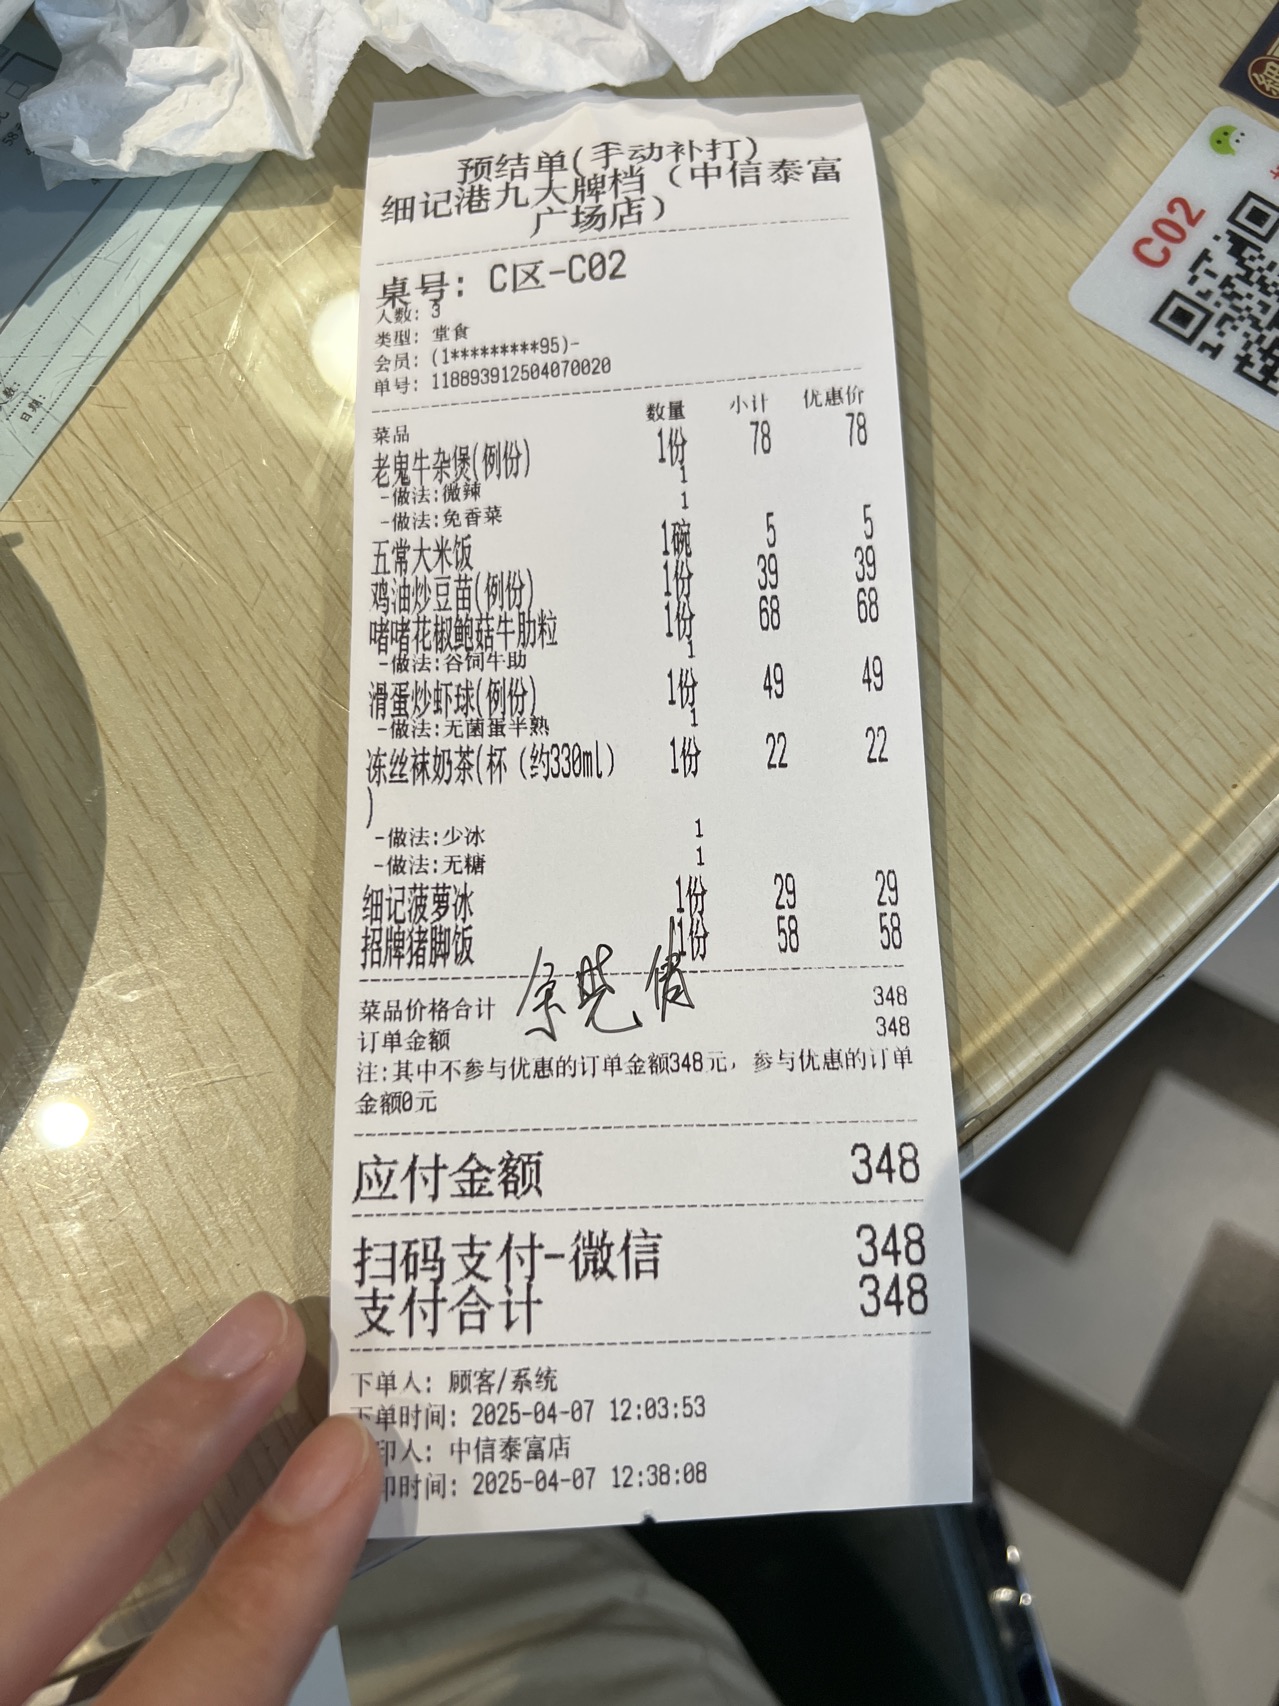 预结单(手动补打)
细记港九大牌档（中信泰富
广场店）
桌号: C区-C02
人数: 3
类型: 堂食
会员: (1*********95)-
单号: 118893912504070020
菜品 数量 小计 优惠价
老鬼牛杂煲(例份) 1份 78 78
-做法:微辣 1
-做法:免香菜 1
五常大米饭 1碗 5 5
鸡油炒豆苗(例份) 1份 39 39
啫啫花椒鲍菇牛肋粒 1份 68 68
-做法:谷饲牛助 1
滑蛋炒虾球(例份) 1份 49 49
-做法:无菌蛋半熟 1
冻丝袜奶茶(杯（约330ml） 1份 22 22
)
-做法:少冰 1
-做法:无糖 1
细记菠萝冰 1份 29 29
招牌猪脚饭 1份 58 58
菜品价格合计 348
订单金额 348
注:其中不参与优惠的订单金额348元，参与优惠的订单
金额0元
应付金额 348
扫码支付-微信 348
支付合计 348
下单人: 顾客/系统
下单时间: 2025-04-07 12:03:53
印人: 中信泰富店
印时间: 2025-04-07 12:38:08
C02
日期: